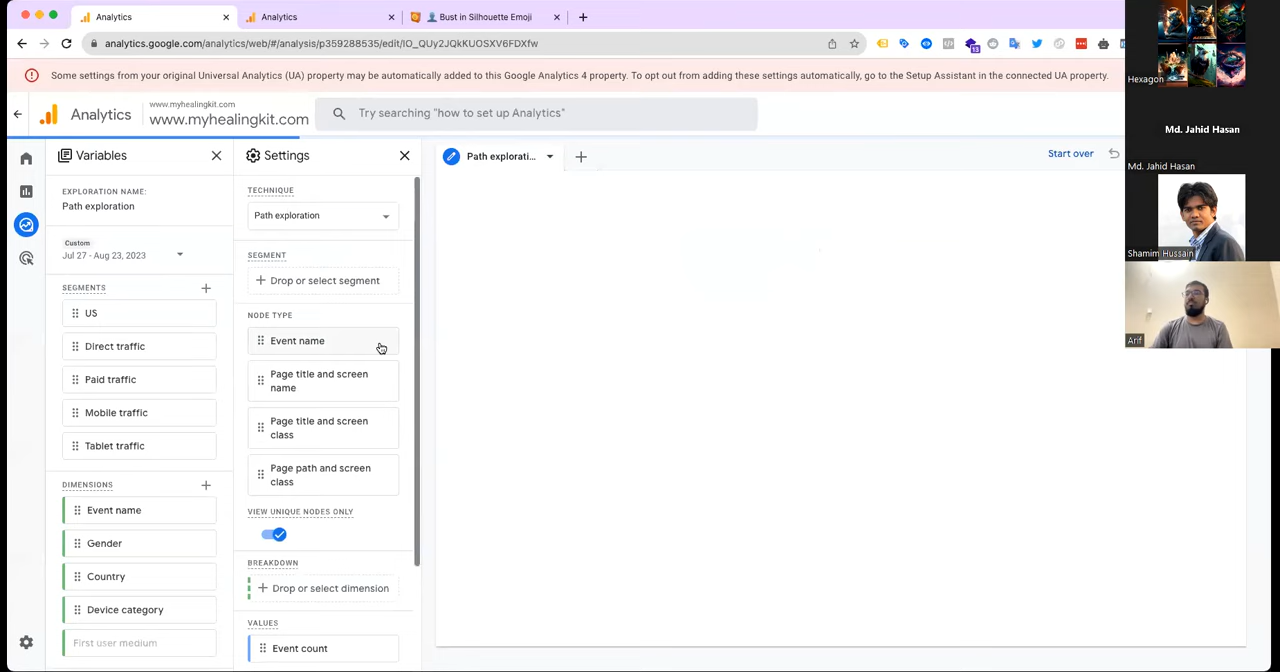 Analytics
Analytics
Bust in Silhouette Emoji
analytics.google.com/analytics/web/#/analysis/p359288535/edit/IO_QUy2JQkKUOSXV6FDXfw
13
Some settings from your original Universal Analytics (UA) property may be automatically added to this Google Analytics 4 property. To opt out from adding these settings automatically, go to the Setup Assistant in the connected UA property.
Analytics
www.myhealingkit.com
www.myhealingkit.com
Try searching "how to set up Analytics"
Variables
EXPLORATION NAME:
Path exploration
Custom
Jul 27 - Aug 23, 2023
SEGMENTS
US
Direct traffic
Paid traffic
Mobile traffic
Tablet traffic
DIMENSIONS
Event name
Gender
Country
Device category
First user medium
Settings
TECHNIQUE
Path exploration
SEGMENT
Drop or select segment
NODE TYPE
Event name
Page title and screen
name
Page title and screen
class
Page path and screen
class
VIEW UNIQUE NODES ONLY
BREAKDOWN
Drop or select dimension
VALUES
Event count
Path explorati...
Start over
Hexagon
Md. Jahid Hasan
Md. Jahid Hasan
Shamim Hussain
Arif